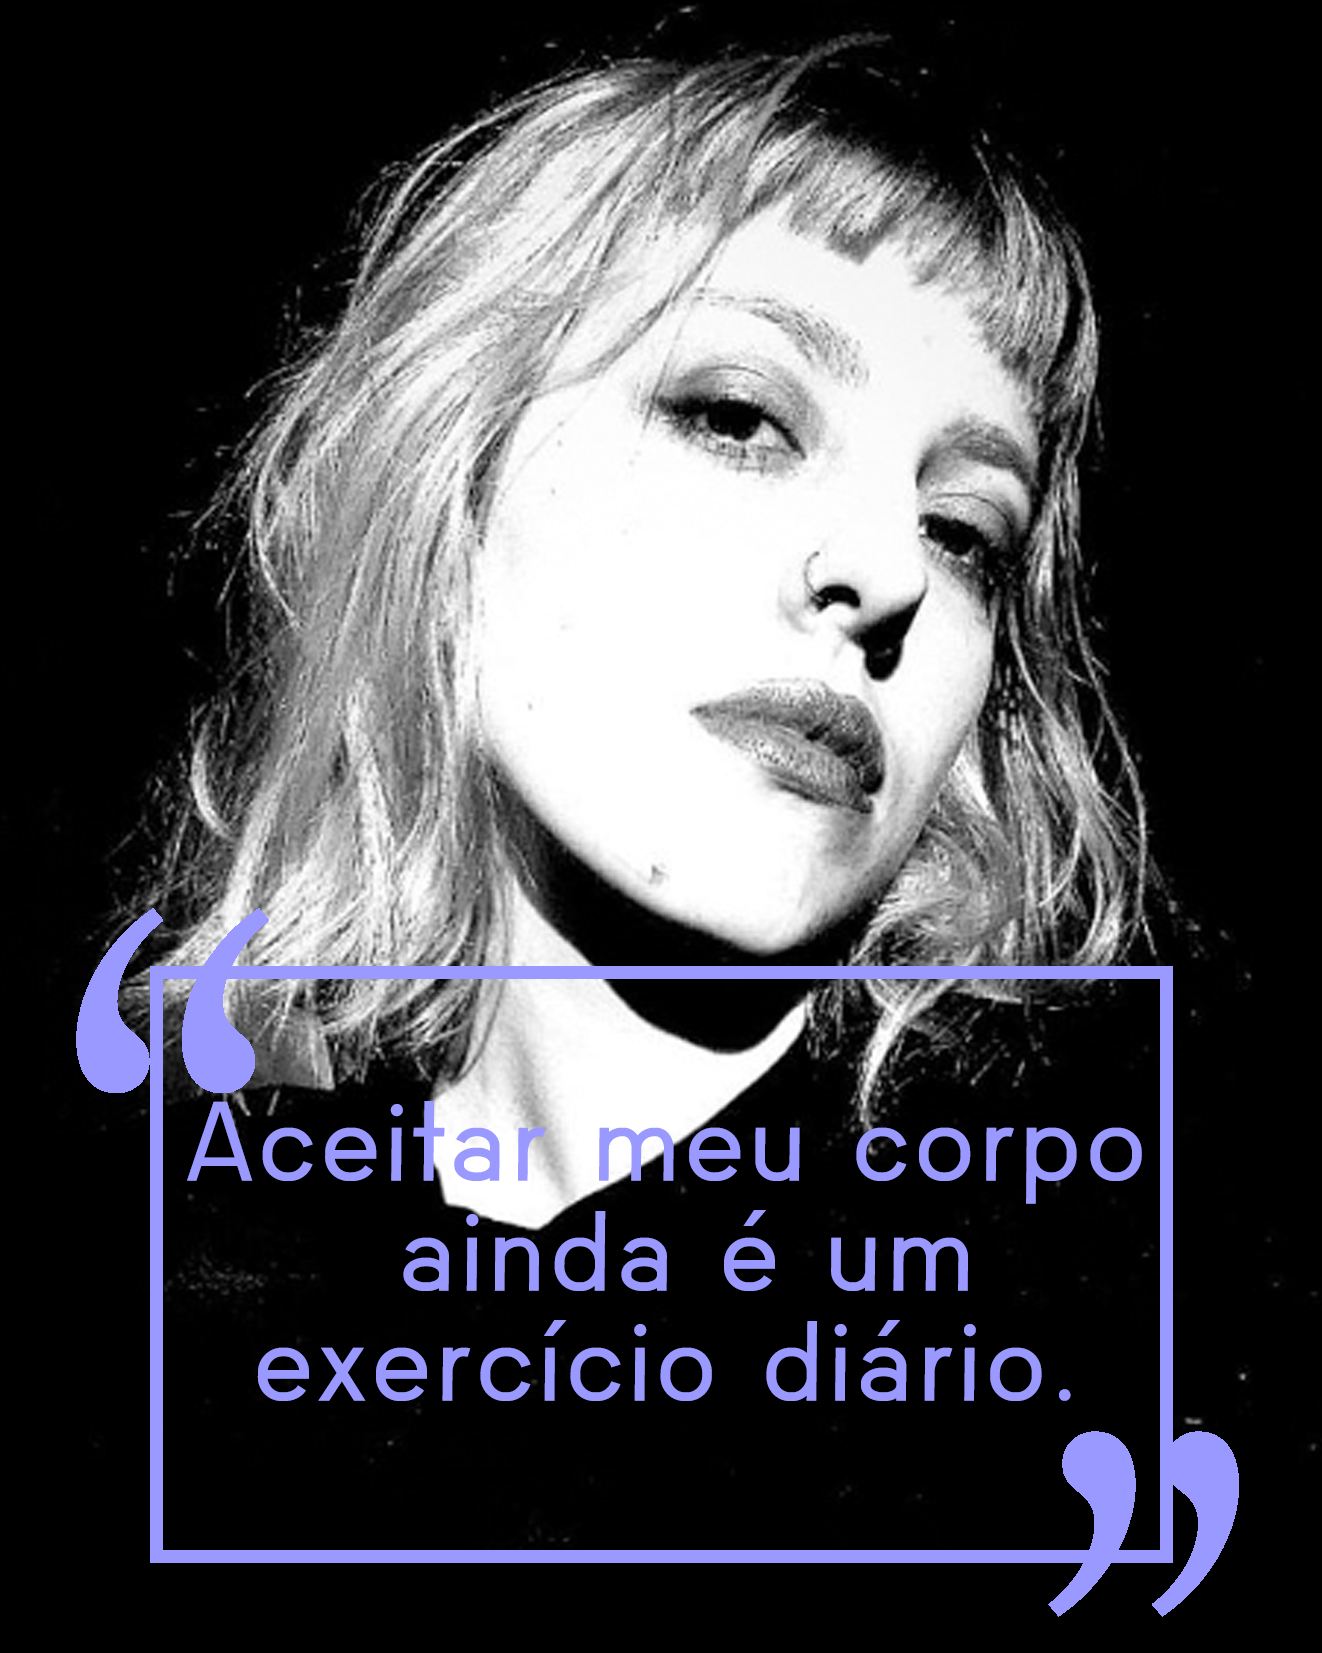 “Aceitar meu corpo
ainda é um
exercício diário.”